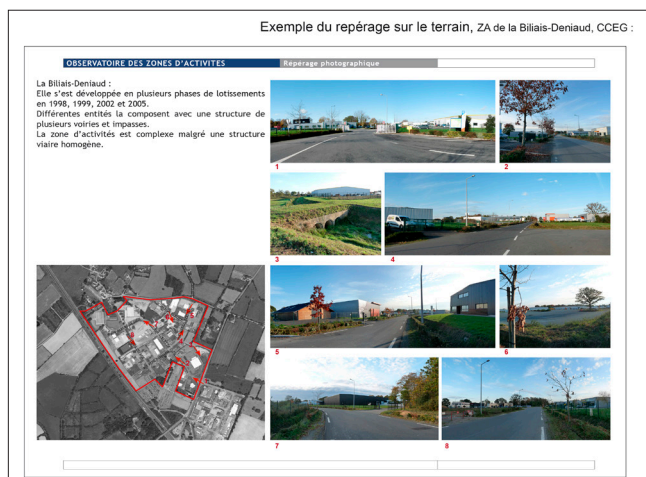 Exemple du repérage sur le terrain, ZA de la Biliais-Deniaud, CCEG :
OBSERVATOIRE DES ZONES D'ACTIVITES
Repérage photographique
La Biliais-Deniaud :
Elle s'est développée en plusieurs phases de lotissements
en 1998, 1999, 2002 et 2005.
Différentes entités la composent avec une structure de
plusieurs voiries et impasses.
La zone d'activités est complexe malgré une structure
viaire homogène.
1
2
3
4
5
6
7
8